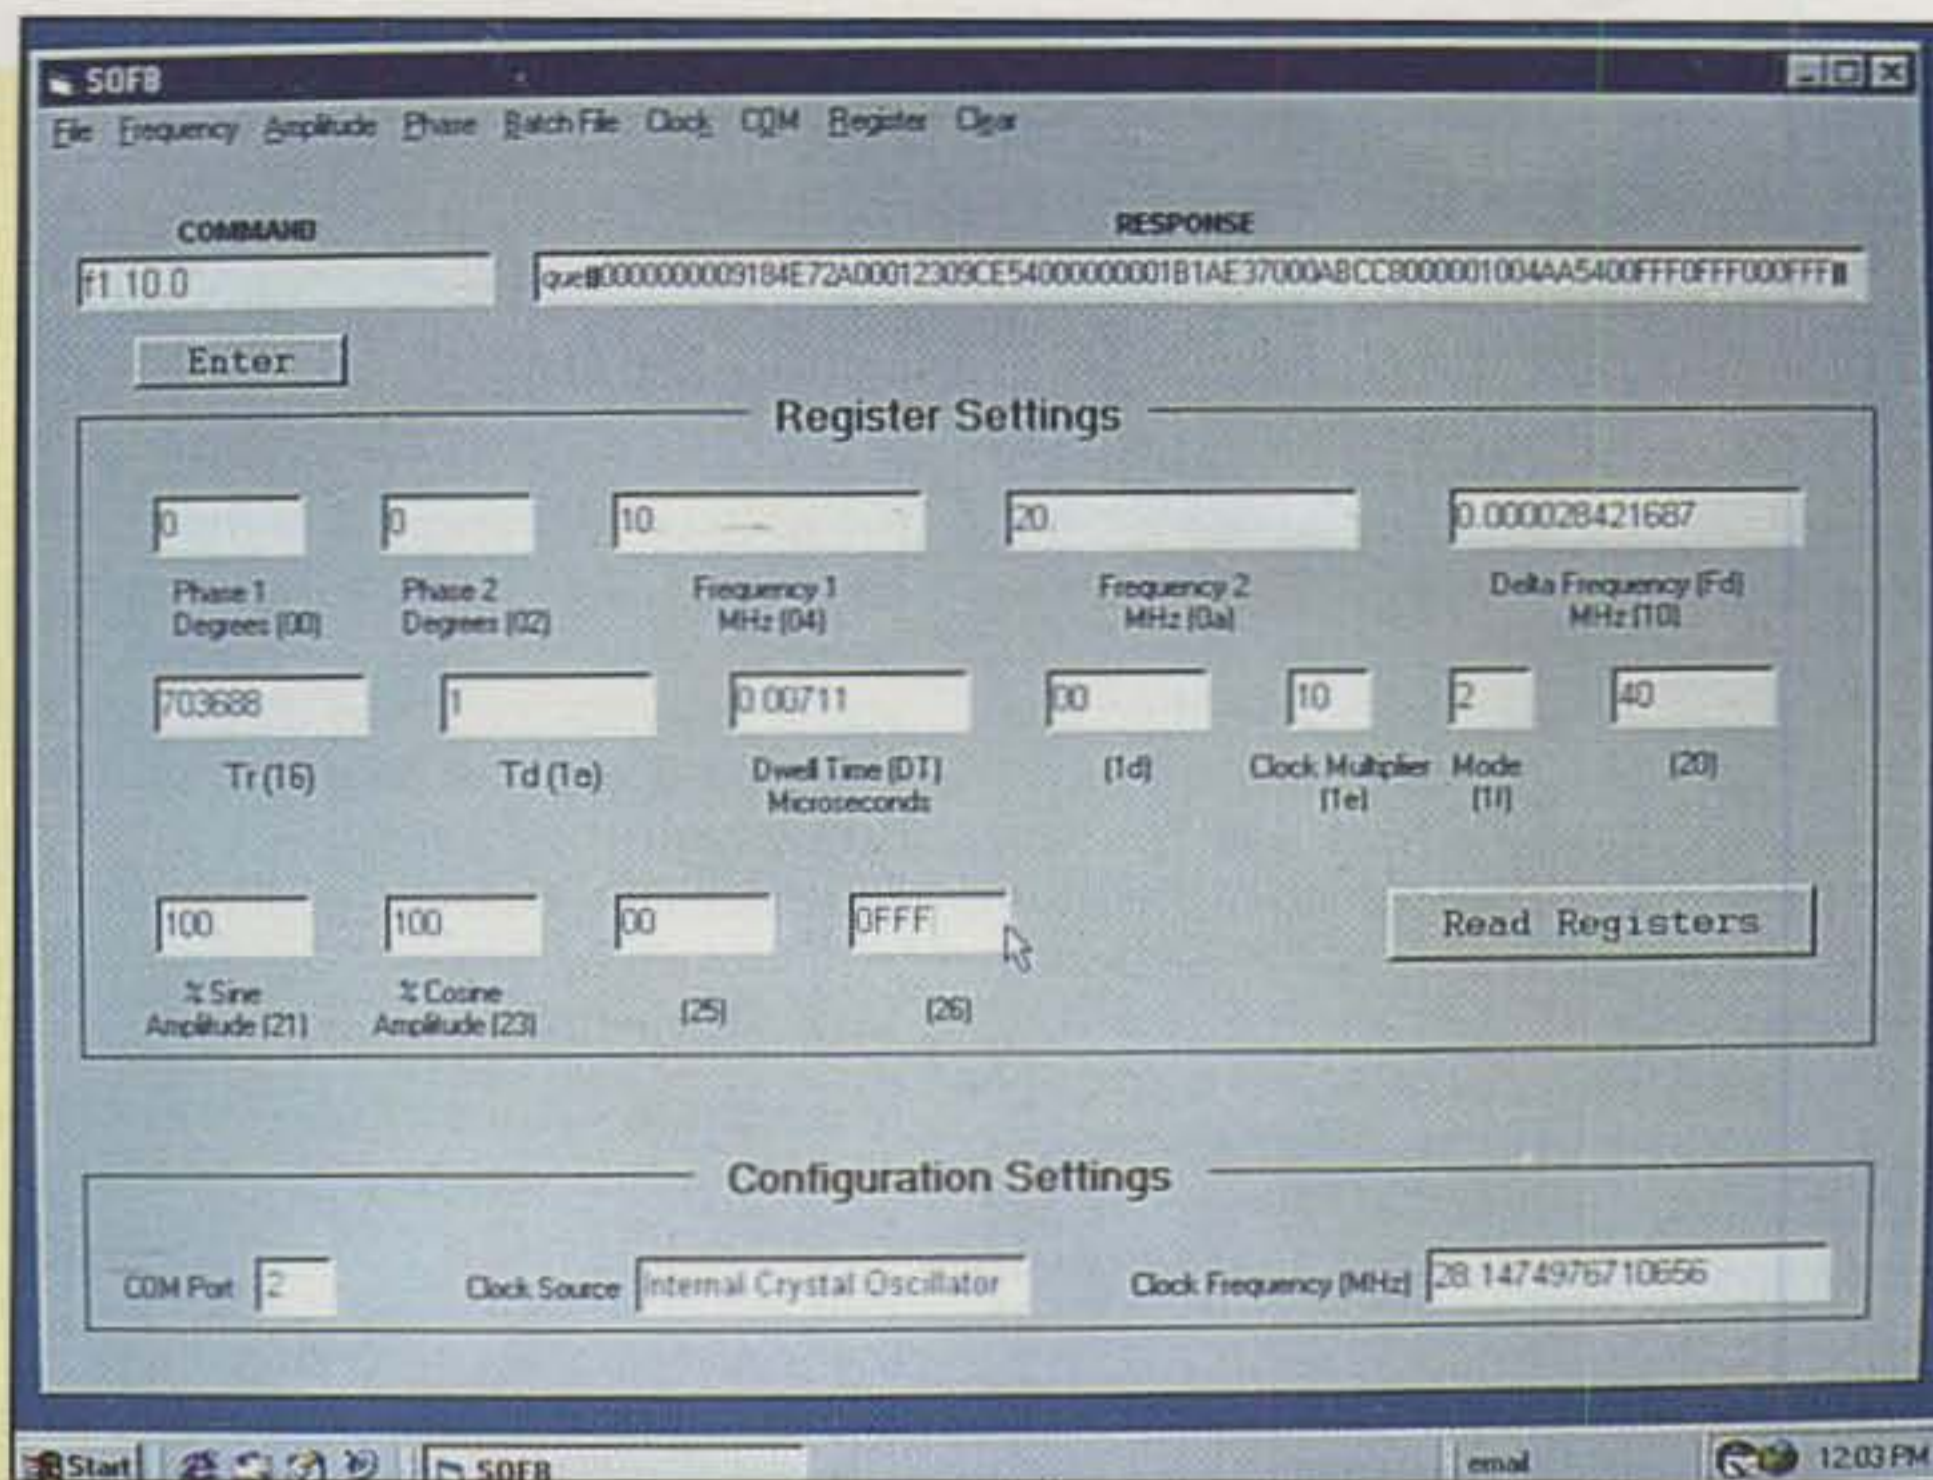 SOF8
File Frequency Amplitude Phase Batch File Clock COM Register Clear
COMMAND RESPONSE
f1 10.0 que 0000000009184E72A00012309CE54000000001B1AE37000ABCC8000001004AA5400FFF0FFF000FFF
Enter
Register Settings
0 0 10. 20. 0.000028421687
Phase 1 Phase 2 Frequency 1 Frequency 2 Delta Frequency (Fd)
Degrees (00) Degrees (02) MHz (04) MHz (0a) MHz (10)
703688 1 0.00711 00 10 2 40
Tr (16) Td (1a) Dwell Time (DT) (1d) Clock Multiplier Mode (20)
Microseconds (1e) (1f)
100. 100. 00 0FFF Read Registers
% Sine % Cosine
Amplitude (21) Amplitude (23) (25) (26)
Configuration Settings
COM Port 2 Clock Source Internal Crystal Oscillator Clock Frequency (MHz) 28.1474976710656
Start SOF8 email 12:03 PM